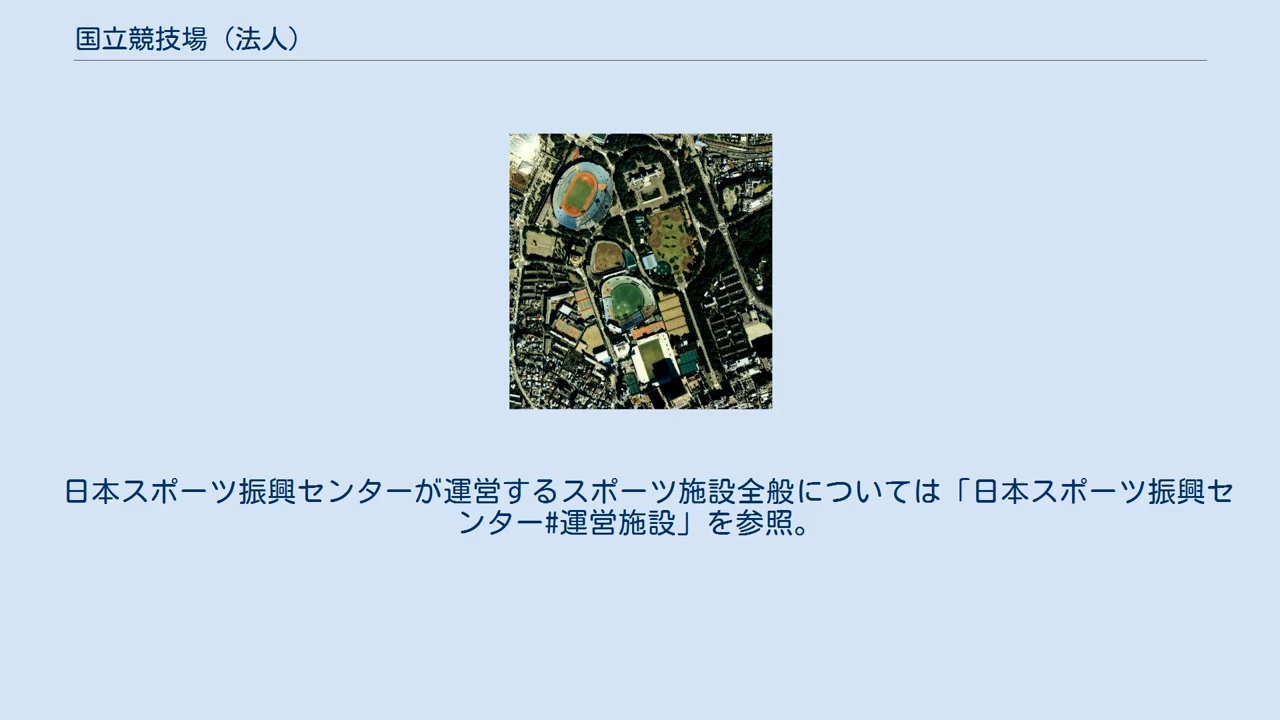 国立競技場（法人）
日本スポーツ振興センターが運営するスポーツ施設全般については「日本スポーツ振興セ
ンター#運営施設」を参照。